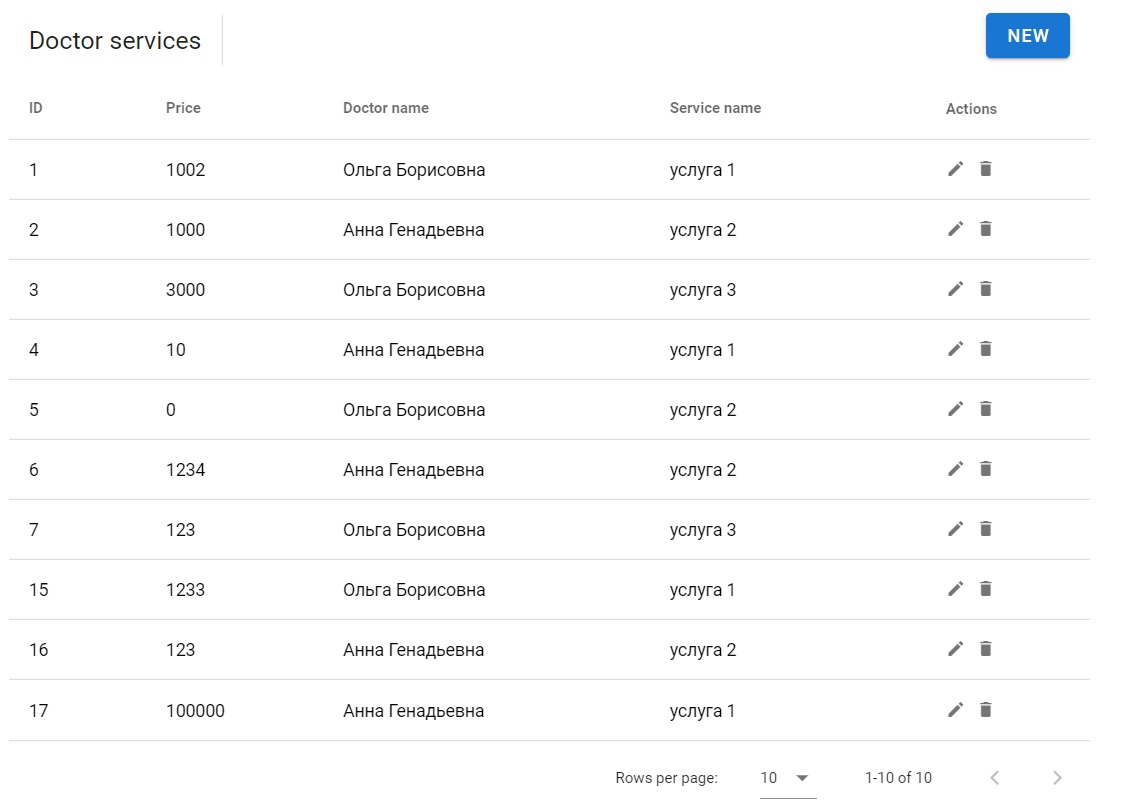 Doctor services NEW
ID Price Doctor name Service name Actions
1 1002 Ольга Борисовна услуга 1
2 1000 Анна Генадьевна услуга 2
3 3000 Ольга Борисовна услуга 3
4 10 Анна Генадьевна услуга 1
5 0 Ольга Борисовна услуга 2
6 1234 Анна Генадьевна услуга 2
7 123 Ольга Борисовна услуга 3
15 1233 Ольга Борисовна услуга 1
16 123 Анна Генадьевна услуга 2
17 100000 Анна Генадьевна услуга 1
Rows per page: 10 1-10 of 10